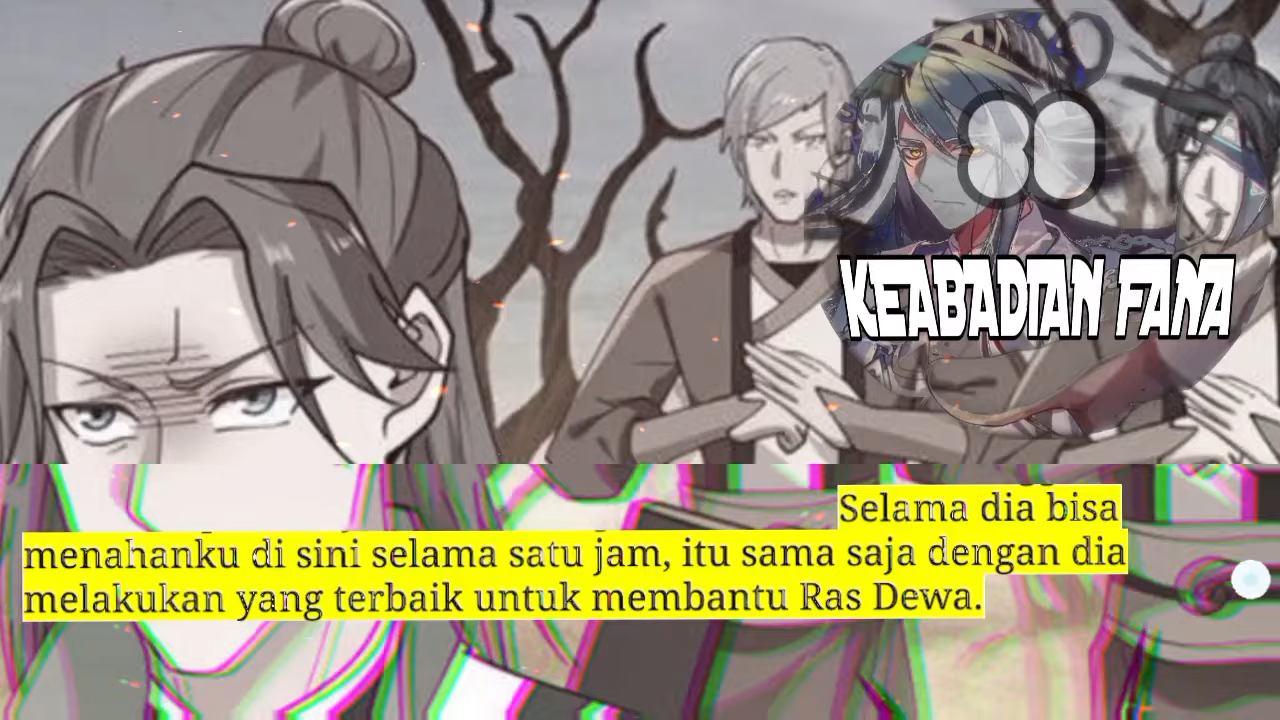 KEABADIAN FANA
Selama dia bisa
menahanku di sini selama satu jam, itu sama saja dengan dia
melakukan yang terbaik untuk membantu Ras Dewa.